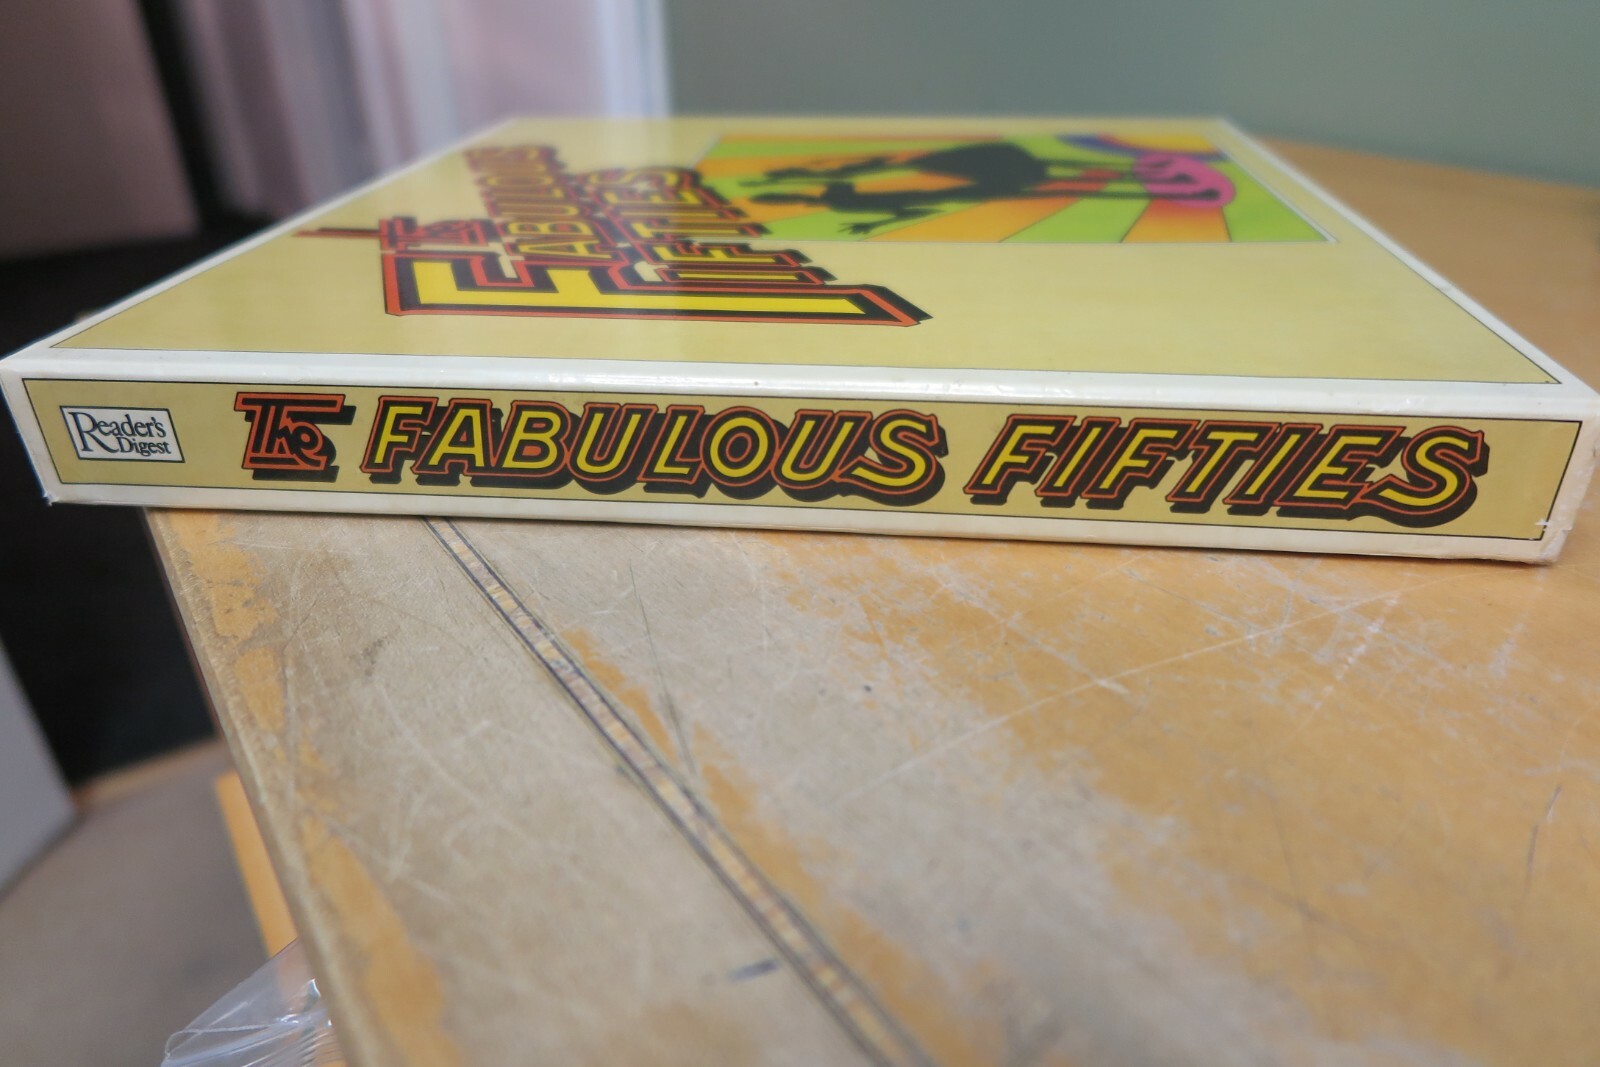 The
FABULOUS
FIFTIES
Reader's
Digest
The FABULOUS FIFTIES